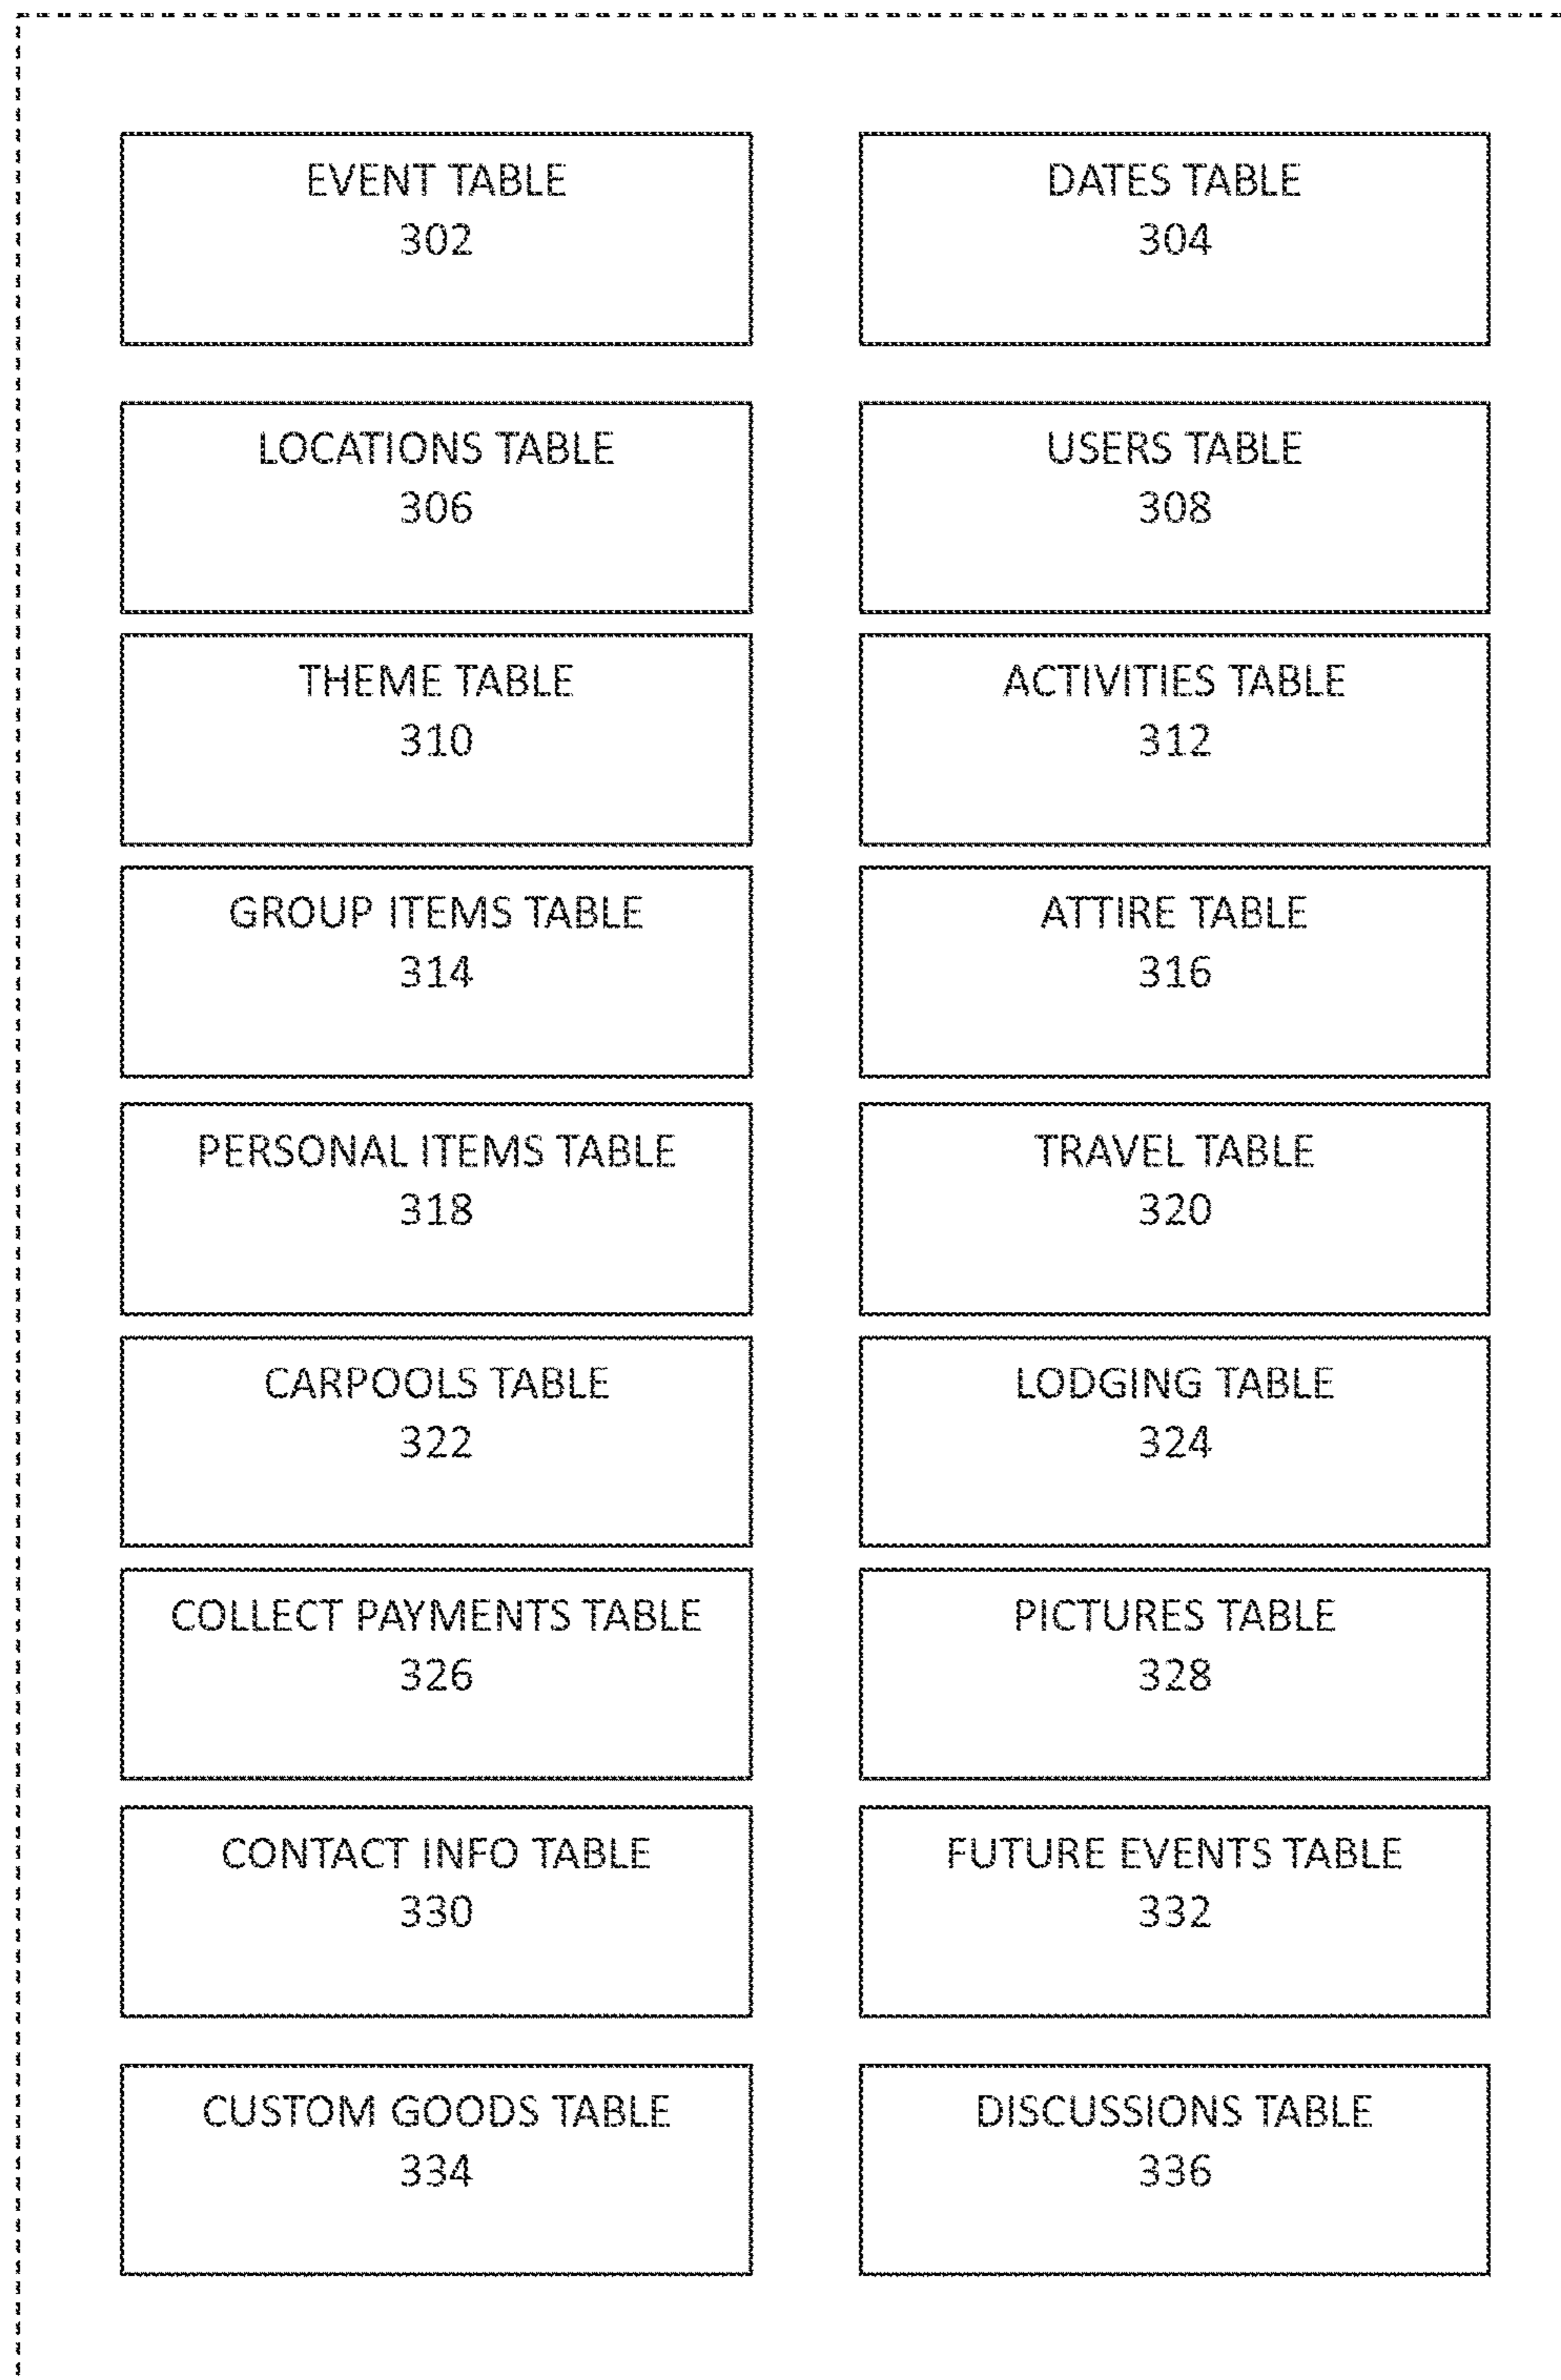 EVENT TABLE
302
DATES TABLE
304
LOCATIONS TABLE
306
USERS TABLE
308
THEME TABLE
310
ACTIVITIES TABLE
312
GROUP ITEMS TABLE
314
ATTIRE TABLE
316
PERSONAL ITEMS TABLE
318
TRAVEL TABLE
320
CARPOOLS TABLE
322
LODGING TABLE
324
COLLECT PAYMENTS TABLE
326
PICTURES TABLE
328
CONTACT INFO TABLE
330
FUTURE EVENTS TABLE
332
CUSTOM GOODS TABLE
334
DISCUSSIONS TABLE
336